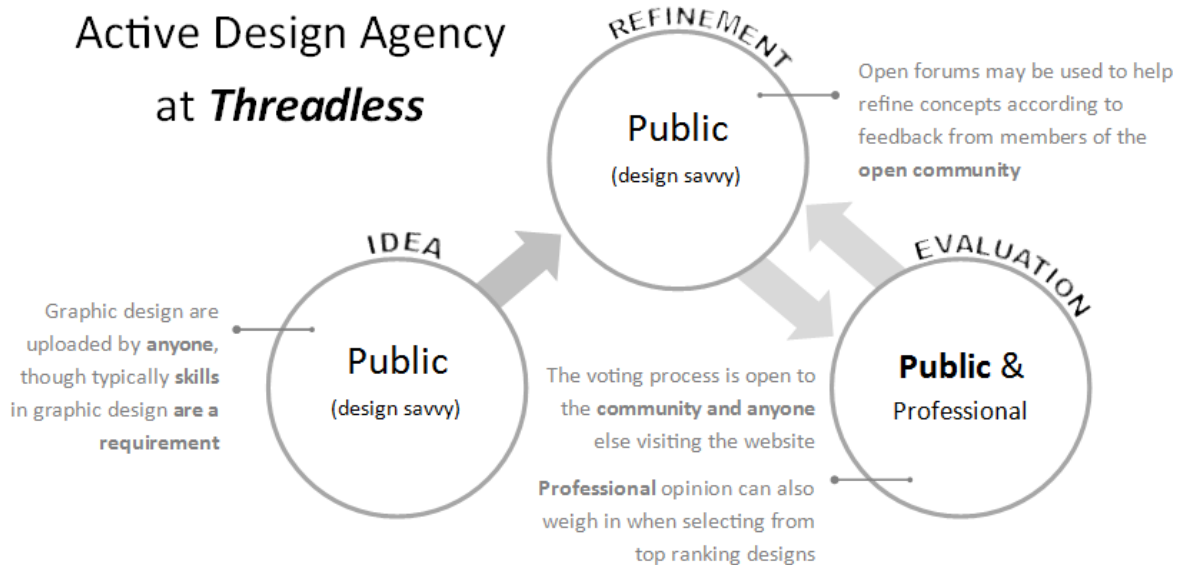 Active Design Agency
at Threadless
REFINEMENT
Public
(design savvy)
Open forums may be used to help
refine concepts according to
feedback from members of the
open community
IDEA
Graphic design are
uploaded by anyone,
though typically skills
in graphic design are a
requirement
Public
(design savvy)
EVALUATION
Public &
Professional
The voting process is open to
the community and anyone
else visiting the website
Professional opinion can also
weigh in when selecting from
top ranking designs